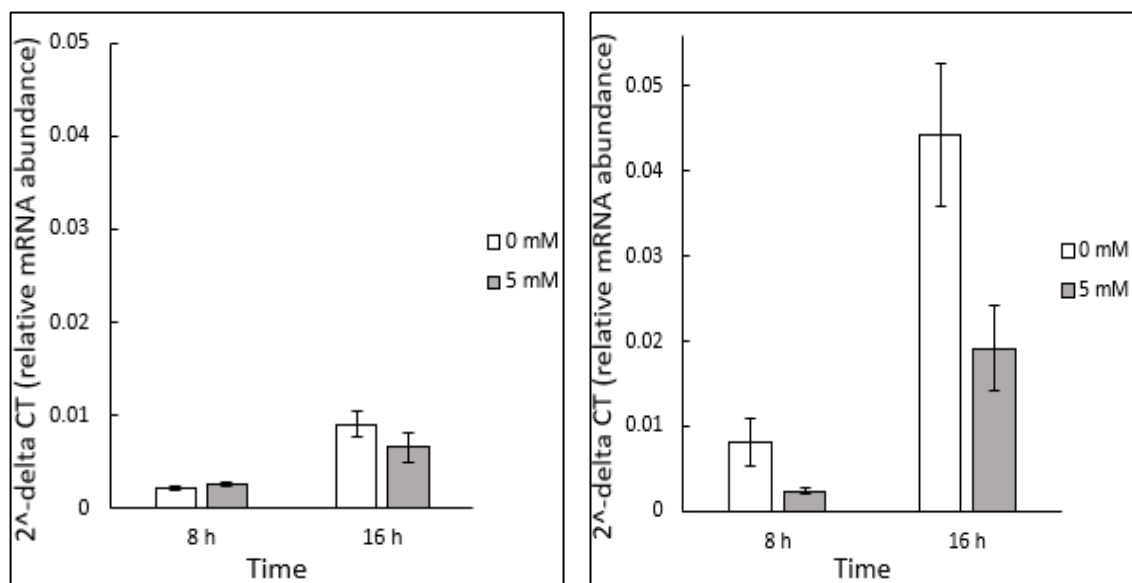 2^-delta CT (relative mRNA abundance)
0.05
0.04
0.03
0.02
0.01
0
8 h
16 h
Time
0 mM
5 mM
2^-delta CT (relative mRNA abundance)
0.05
0.04
0.03
0.02
0.01
0
8 h
16 h
Time
0 mM
5 mM